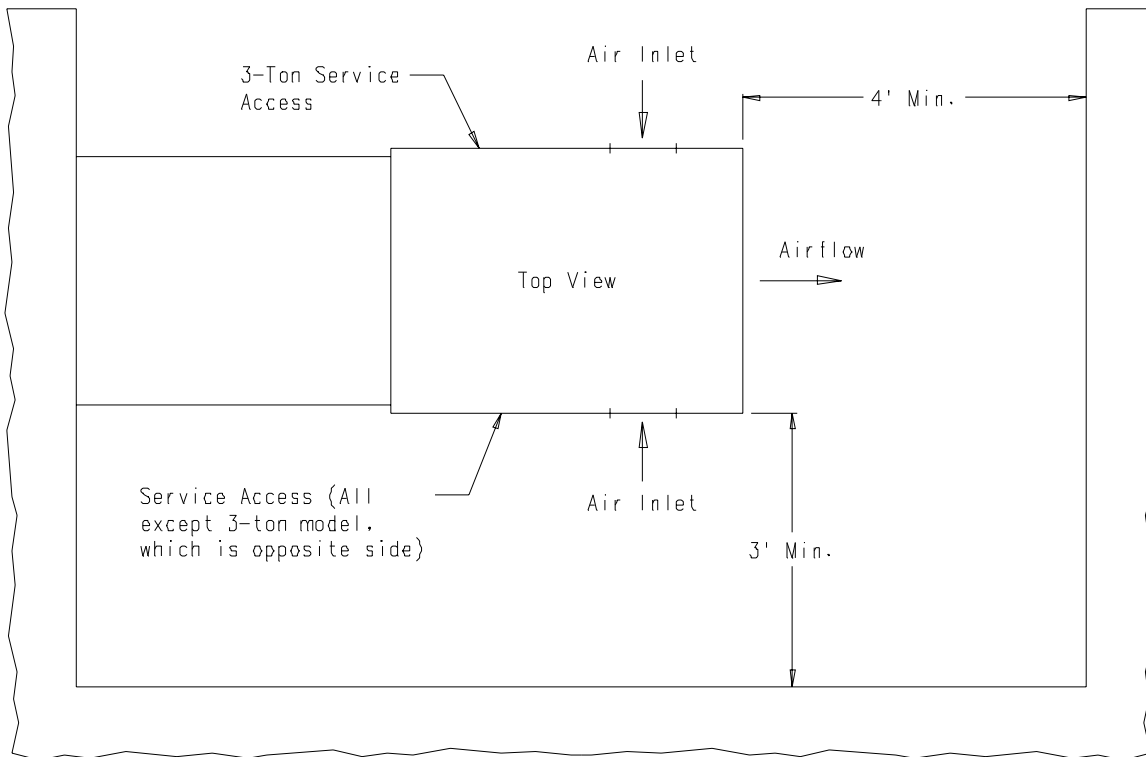 Air Inlet
3-Ton Service
Access
4' Min.
Airflow
Top View
Service Access (All
except 3-ton model,
which is opposite side)
Air Inlet
3' Min.